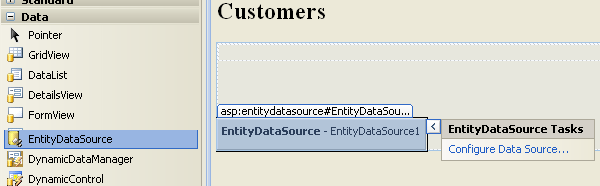 Standard
Data
Pointer
GridView
DataList
DetailsView
FormView
EntityDataSource
DynamicDataManager
DynamicControl
Customers
asp:entitydatasource#EntityDataSou...
EntityDataSource - EntityDataSource1
EntityDataSource Tasks
Configure Data Source...